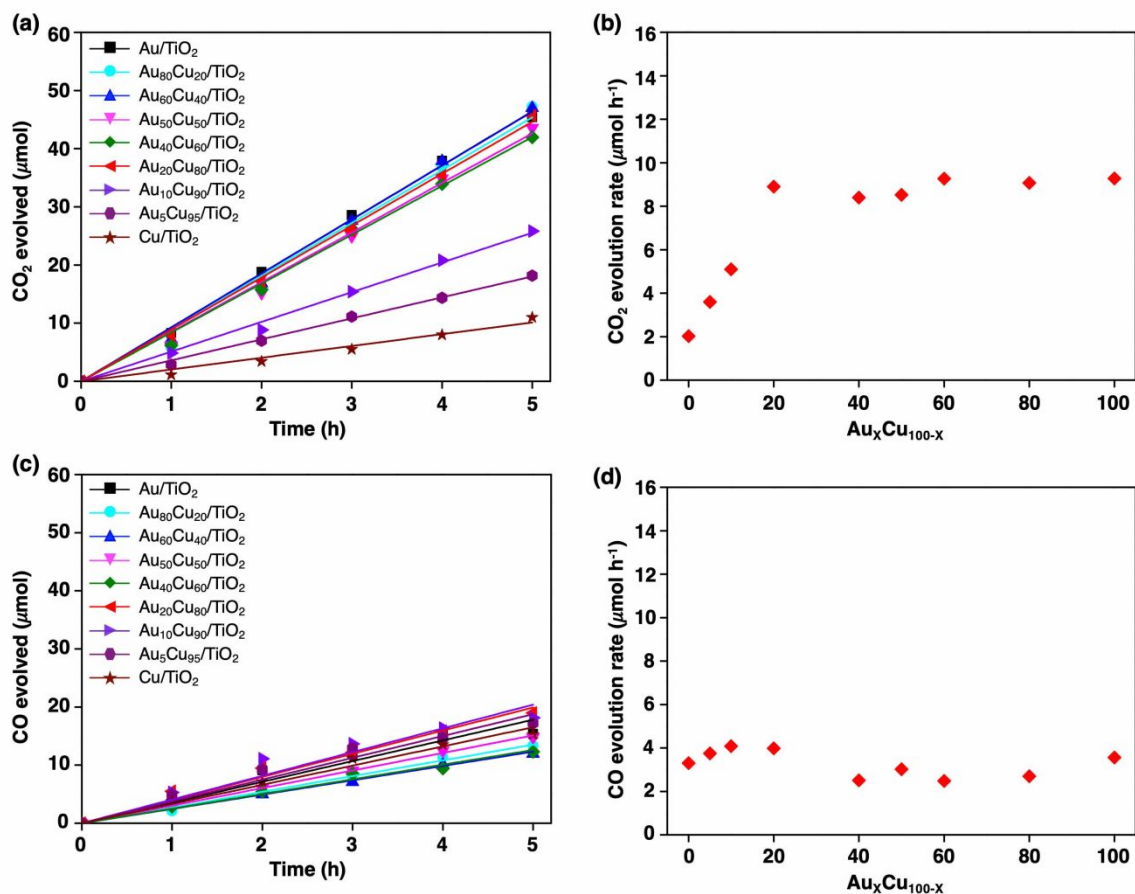 (a)
60
50
40
30
20
10
0
CO₂ evolved (μmol)
Au/TiO₂
Au₈₀Cu₂₀/TiO₂
Au₆₀Cu₄₀/TiO₂
Au₅₀Cu₅₀/TiO₂
Au₄₀Cu₆₀/TiO₂
Au₂₀Cu₈₀/TiO₂
Au₁₀Cu₉₀/TiO₂
Au₅Cu₉₅/TiO₂
Cu/TiO₂
0 1 2 3 4 5
Time (h)
(b)
16
14
12
10
8
6
4
2
0
CO₂ evolution rate (μmol h⁻¹)
0 20 40 60 80 100
AuₓCu₁₀₀₋ₓ
(c)
60
50
40
30
20
10
0
CO evolved (μmol)
Au/TiO₂
Au₈₀Cu₂₀/TiO₂
Au₆₀Cu₄₀/TiO₂
Au₅₀Cu₅₀/TiO₂
Au₄₀Cu₆₀/TiO₂
Au₂₀Cu₈₀/TiO₂
Au₁₀Cu₉₀/TiO₂
Au₅Cu₉₅/TiO₂
Cu/TiO₂
0 1 2 3 4 5
Time (h)
(d)
16
14
12
10
8
6
4
2
0
CO evolution rate (μmol h⁻¹)
0 20 40 60 80 100
AuₓCu₁₀₀₋ₓ